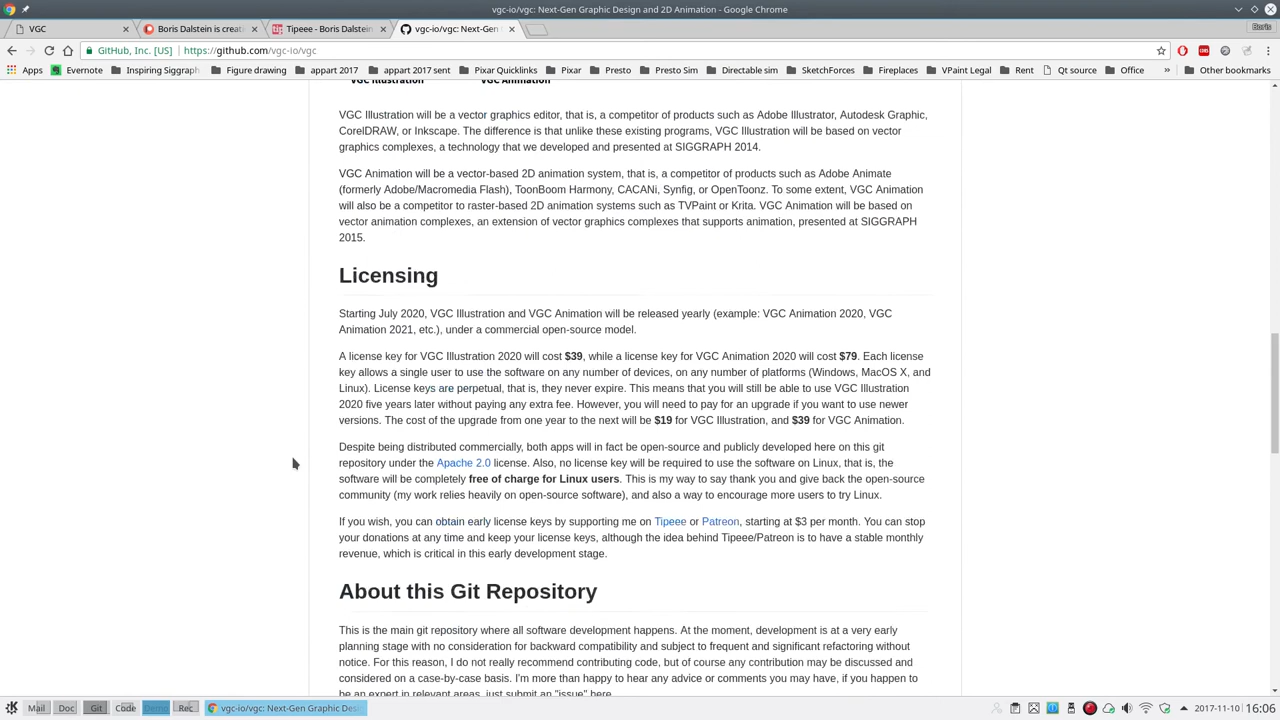 vgc-io/vgc: Next-Gen Graphic Design and 2D Animation - Google Chrome
VGC
Boris Dalstein is creati
Tipeee - Boris Dalstein
vgc-io/vgc: Next-Gen
Boris
GitHub, Inc. [US]
https://github.com/vgc-io/vgc
Apps Evernote Inspiring Siggraph Figure drawing appart 2017 appart 2017 sent Pixar Quicklinks Pixar Presto Presto Sim Directable sim SketchForces Fireplaces VPaint Legal Rent Qt source Office » Other bookmarks
VGC Illustration VGC Animation
VGC Illustration will be a vector graphics editor, that is, a competitor of products such as Adobe Illustrator, Autodesk Graphic,
CorelDRAW, or Inkscape. The difference is that unlike these existing programs, VGC Illustration will be based on vector
graphics complexes, a technology that we developed and presented at SIGGRAPH 2014.
VGC Animation will be a vector-based 2D animation system, that is, a competitor of products such as Adobe Animate
(formerly Adobe/Macromedia Flash), ToonBoom Harmony, CACANi, Synfig, or OpenToonz. To some extent, VGC Animation
will also be a competitor to raster-based 2D animation systems such as TVPaint or Krita. VGC Animation will be based on
vector animation complexes, an extension of vector graphics complexes that supports animation, presented at SIGGRAPH
2015.
Licensing
Starting July 2020, VGC Illustration and VGC Animation will be released yearly (example: VGC Animation 2020, VGC
Animation 2021, etc.), under a commercial open-source model.
A license key for VGC Illustration 2020 will cost $39, while a license key for VGC Animation 2020 will cost $79. Each license
key allows a single user to use the software on any number of devices, on any number of platforms (Windows, MacOS X, and
Linux). License keys are perpetual, that is, they never expire. This means that you will still be able to use VGC Illustration
2020 five years later without paying any extra fee. However, you will need to pay for an upgrade if you want to use newer
versions. The cost of the upgrade from one year to the next will be $19 for VGC Illustration, and $39 for VGC Animation.
Despite being distributed commercially, both apps will in fact be open-source and publicly developed here on this git
repository under the Apache 2.0 license. Also, no license key will be required to use the software on Linux, that is, the
software will be completely free of charge for Linux users. This is my way to say thank you and give back the open-source
community (my work relies heavily on open-source software), and also a way to encourage more users to try Linux.
If you wish, you can obtain early license keys by supporting me on Tipeee or Patreon, starting at $3 per month. You can stop
your donations at any time and keep your license keys, although the idea behind Tipeee/Patreon is to have a stable monthly
revenue, which is critical in this early development stage.
About this Git Repository
This is the main git repository where all software development happens. At the moment, development is at a very early
planning stage with no consideration for backward compatibility and subject to frequent and significant refactoring without
notice. For this reason, I do not really recommend contributing code, but of course any contribution may be discussed and
considered on a case-by-case basis. I'm more than happy to hear any advice or comments you may have, if you happen to
be an expert in relevant areas, just submit an "issue" here.
Mail Doc Git Code Demo Rec vgc-io/vgc: Next-Gen Graphic Desi 2017-11-10 16:06